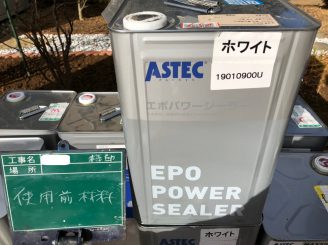 ホワイト
19010900U
ASTEC
エポパワーシーラー
EPO
POWER
SEALER
工事名
場所
使用前材料
ホワイト
ASTEC